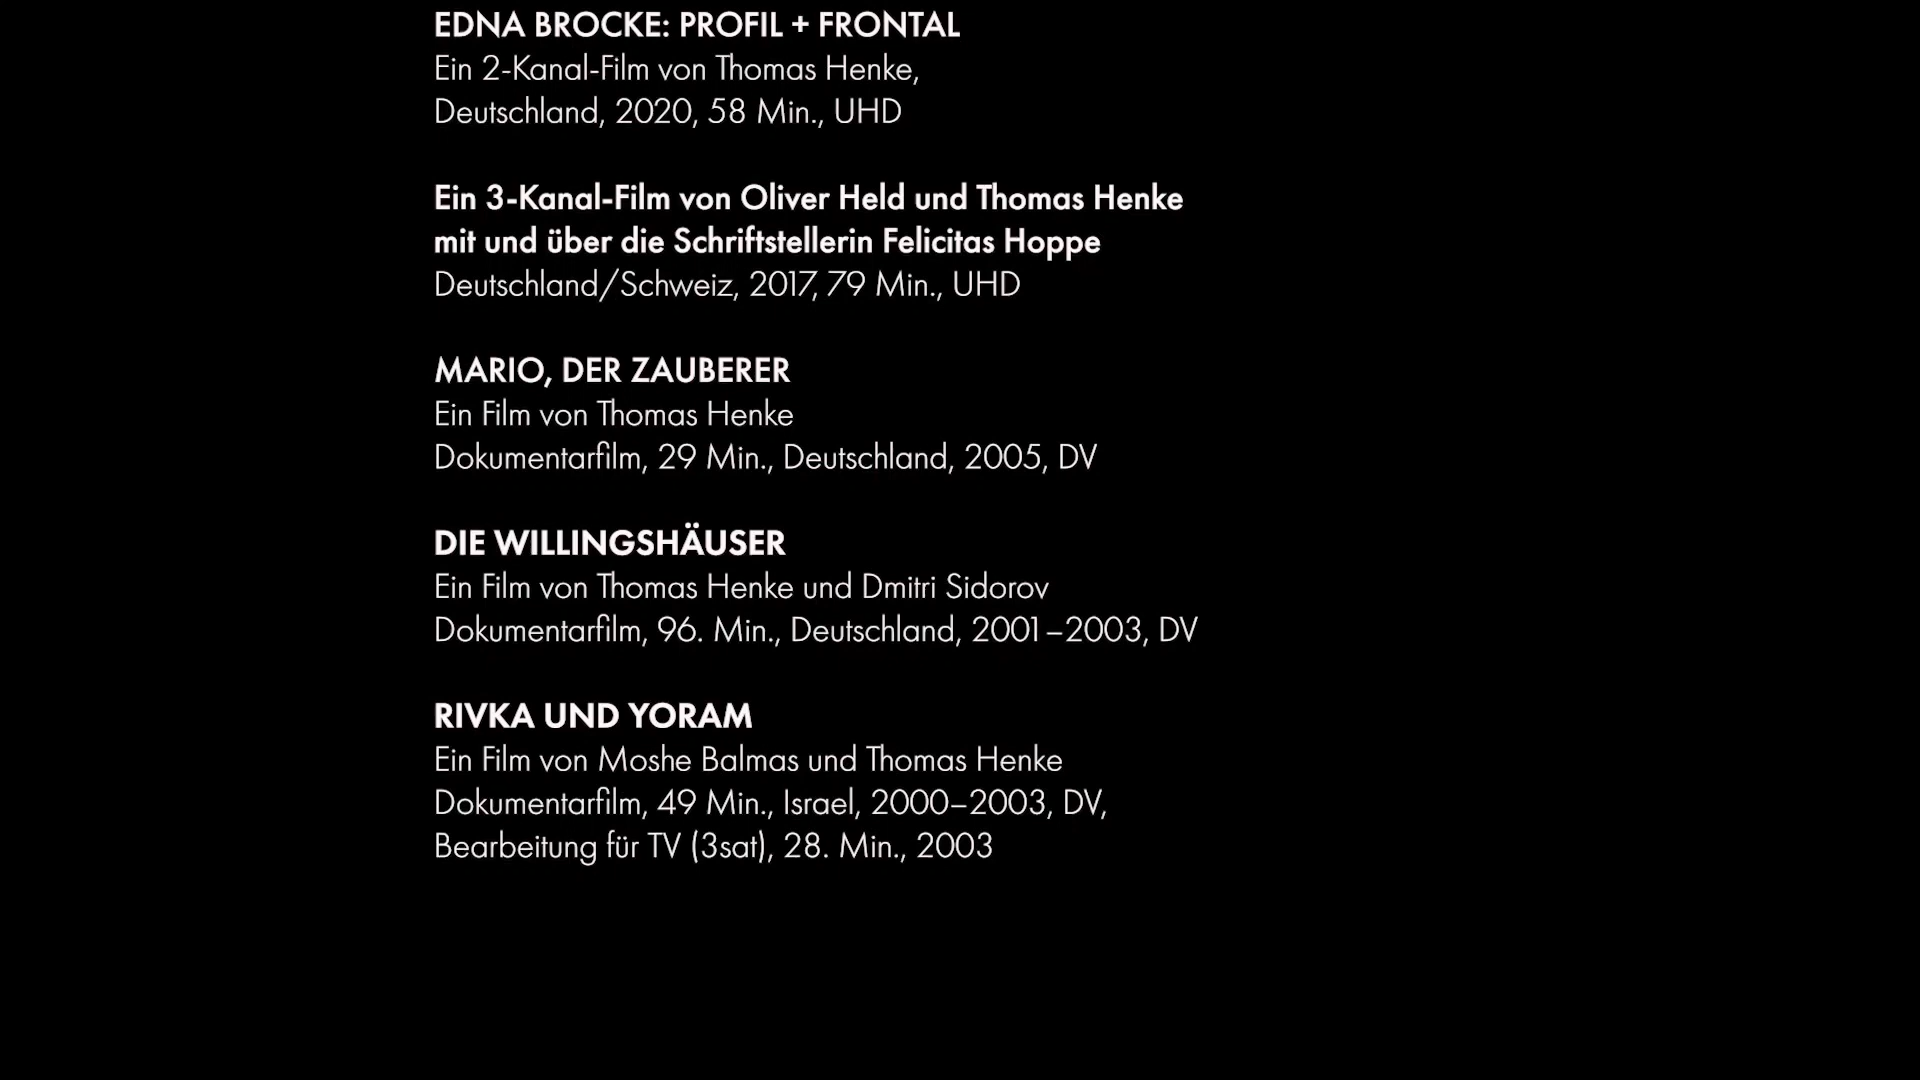 EDNA BROCKE: PROFIL + FRONTAL
Ein 2-Kanal-Film von Thomas Henke,
Deutschland, 2020, 58 Min., UHD
Ein 3-Kanal-Film von Oliver Held und Thomas Henke
mit und über die Schriftstellerin Felicitas Hoppe
Deutschland/Schweiz, 2017, 79 Min., UHD
MARIO, DER ZAUBERER
Ein Film von Thomas Henke
Dokumentarfilm, 29 Min., Deutschland, 2005, DV
DIE WILLINGSHÄUSER
Ein Film von Thomas Henke und Dmitri Sidorov
Dokumentarfilm, 96. Min., Deutschland, 2001–2003, DV
RIVKA UND YORAM
Ein Film von Moshe Balmas und Thomas Henke
Dokumentarfilm, 49 Min., Israel, 2000–2003, DV,
Bearbeitung für TV (3sat), 28. Min., 2003